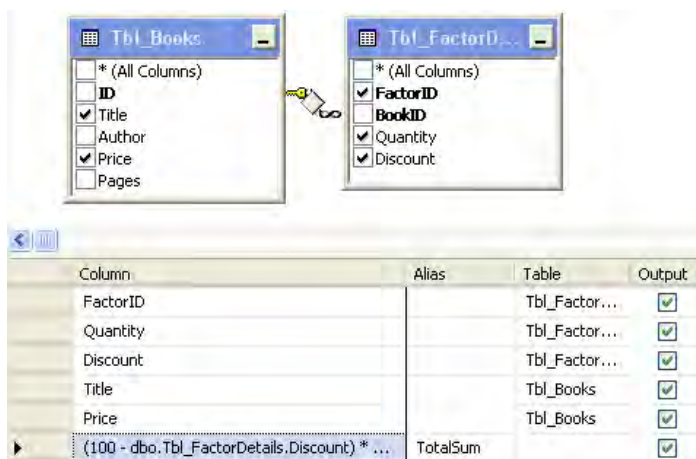 Tbl_Books
* (All Columns)
ID
Title
Author
Price
Pages
Tbl_FactorD...
* (All Columns)
FactorID
BookID
Quantity
Discount
Column Alias Table Output
FactorID Tbl_Factor...
Quantity Tbl_Factor...
Discount Tbl_Factor...
Title Tbl_Books
Price Tbl_Books
(100 - dbo.Tbl_FactorDetails.Discount) * ... TotalSum